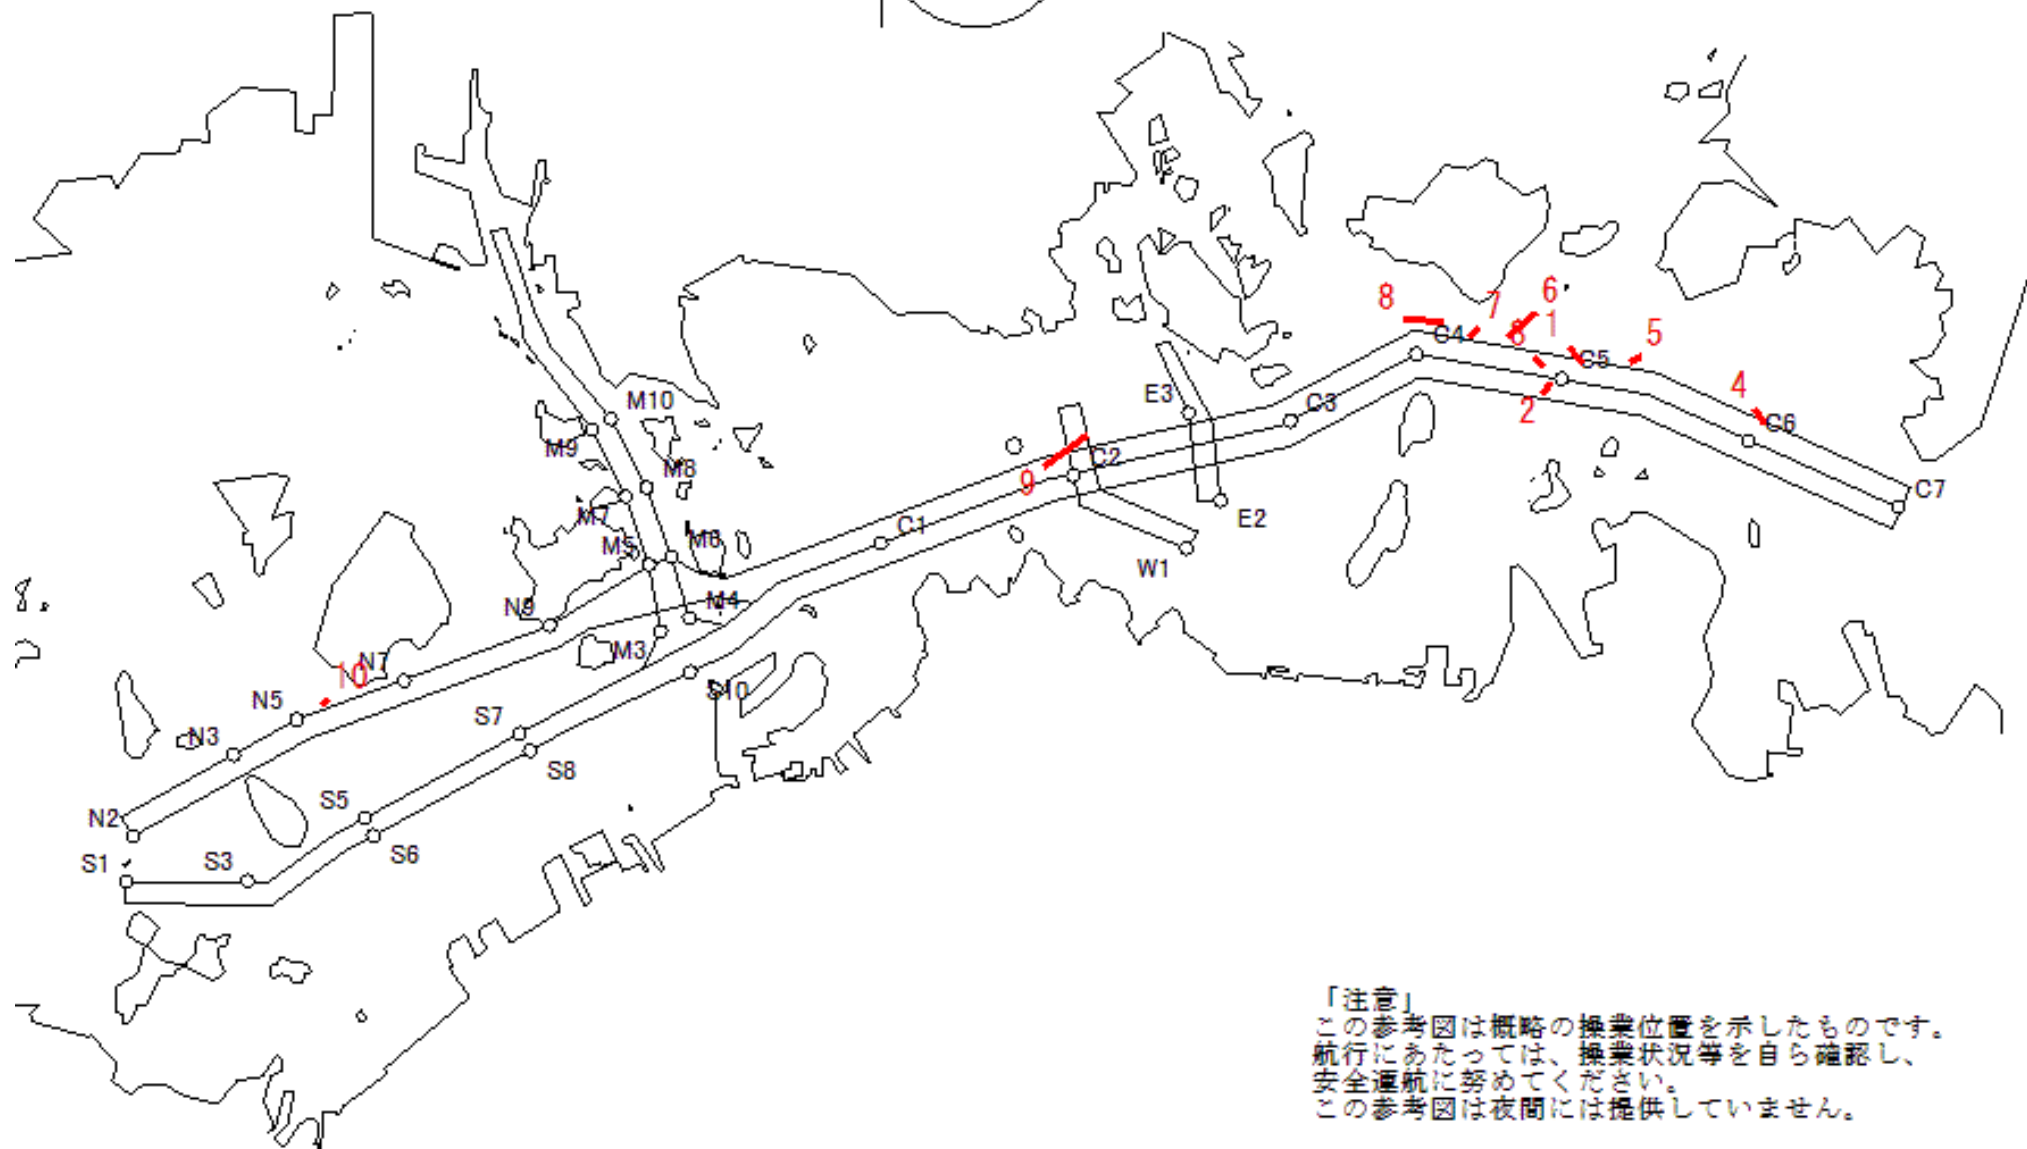 6
8
7
1
5
C4
C5
4
M10
E3
C3
C6
M9
C2
M8
9
C7
M7
E2
C1
M5
M6
W1
N9
M4
M3
N7
10
N5
S10
S7
N3
S8
S5
N2
S6
S1
S3
2
「注意」
この参考図は概略の操業位置を示したものです。
航行にあたっては、操業状況等を自ら確認し、
安全運航に努めてください。
この参考図は夜間には提供していません。